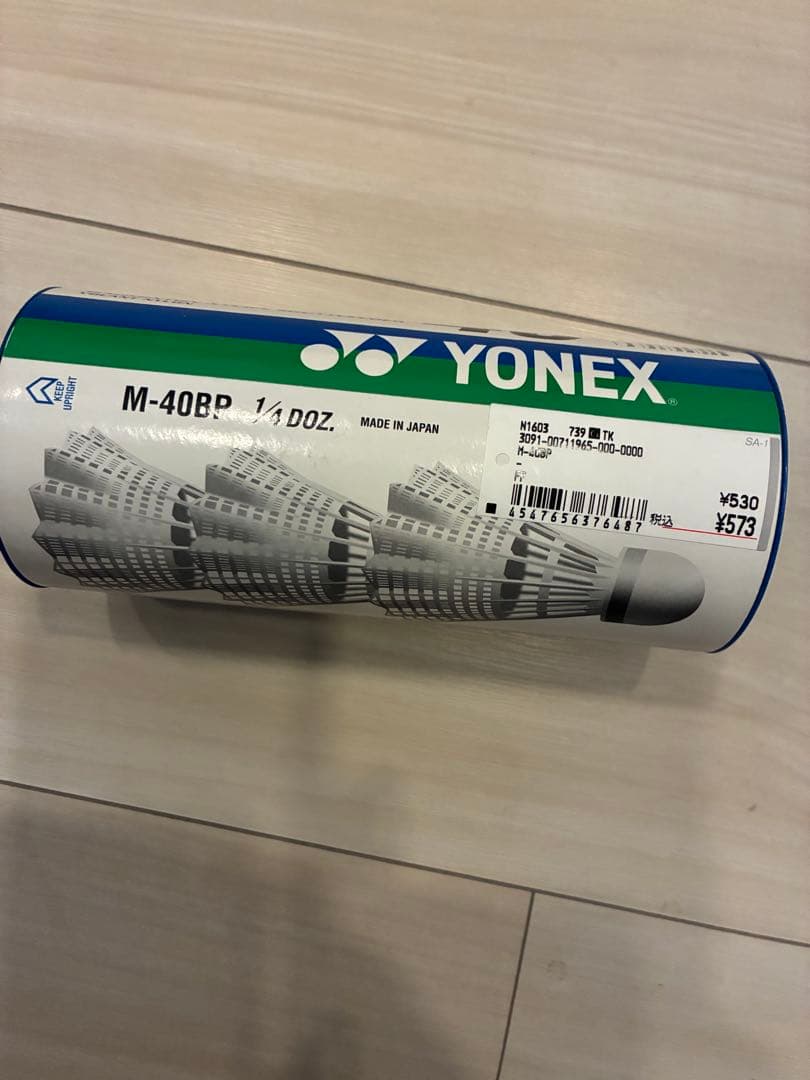 YONEX®
KEEP
UPRIGHT
M-40BP 1/4 DOZ.
MADE IN JAPAN
N1603 739 TK
3091-00711965-000-0000
M-40BP
-
SA-1
¥530
4547656376487
税込 ¥573